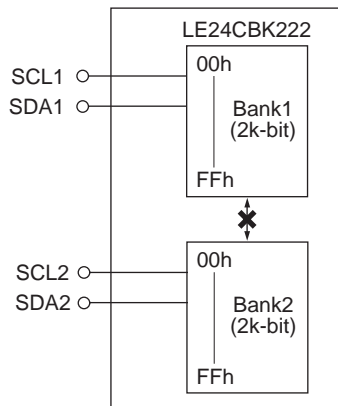 LE24CBK222
SCL1
SDA1
00h
Bank1
(2k-bit)
FFh
SCL2
SDA2
00h
Bank2
(2k-bit)
FFh